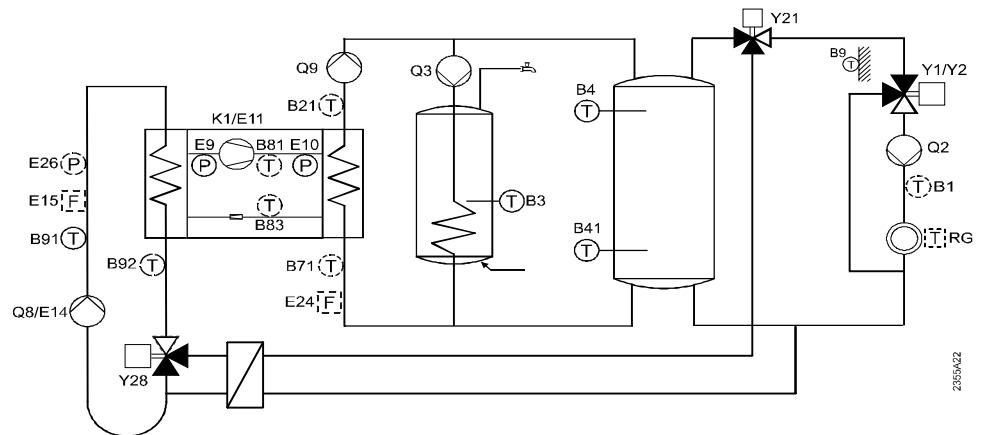 Y21
B9
T
Y1/Y2
Q9
Q3
B4
T
B21
T
K1/E11
E9
B81
E10
P
T
P
Q2
E26
P
T
B1
E15
F
T
T
B3
B83
B41
T
T
RG
B91
T
B92
T
B71
T
E24
F
Q8/E14
Y28
2355A22